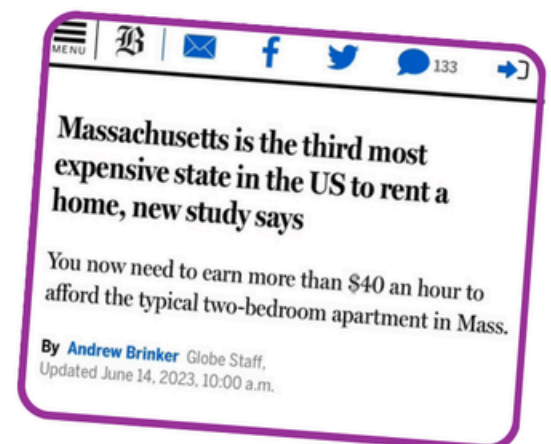 MENU
B
133
Massachusetts is the third most
expensive state in the US to rent a
home, new study says
You now need to earn more than $40 an hour to
afford the typical two-bedroom apartment in Mass.
By Andrew Brinker Globe Staff,
Updated June 14, 2023, 10:00 a.m.